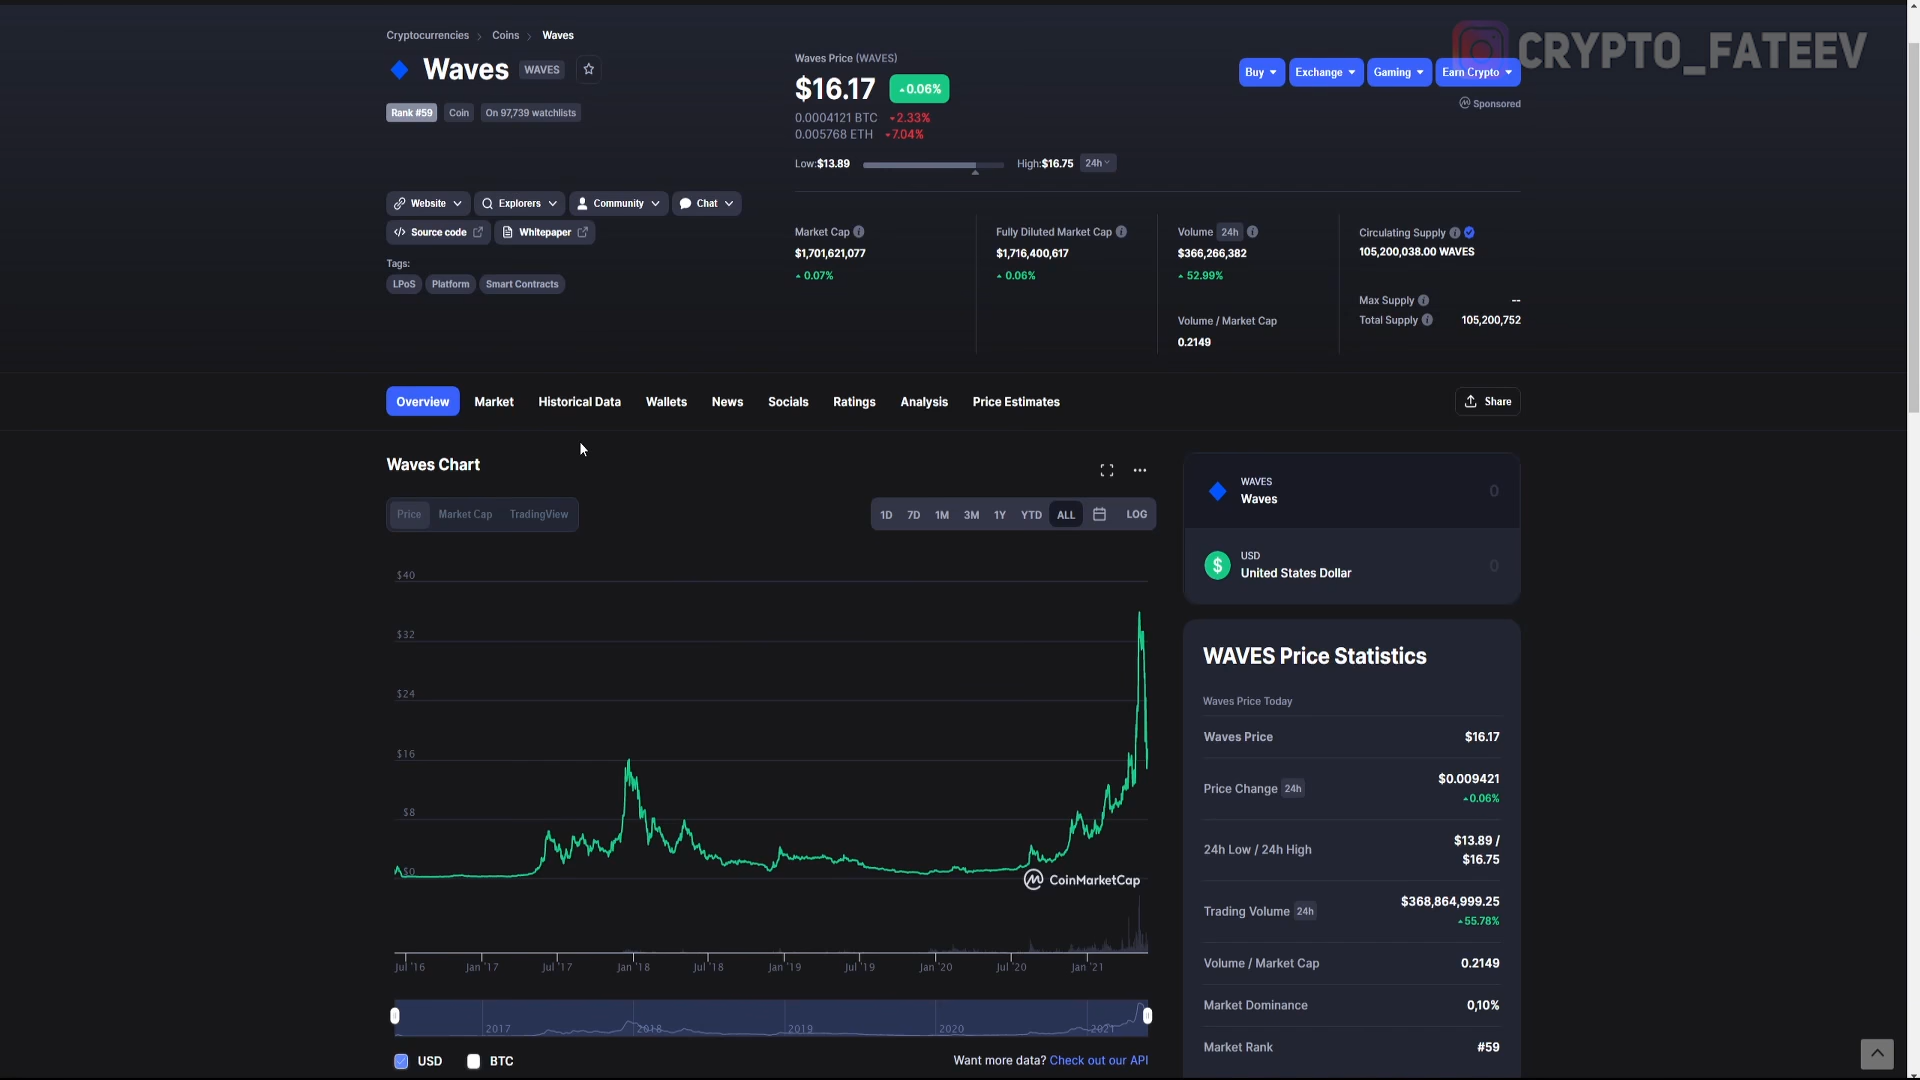 CRYPTO_FATEEV
Cryptocurrencies > Coins > Waves
Waves WAVES
Rank #59 Coin On 97,739 watchlists
Website Explorers Community Chat
Source code Whitepaper
Tags:
LPoS Platform Smart Contracts
Waves Price (WAVES)
$16.17 0.06%
0.0004121 BTC 2.33%
0.005768 ETH 7.04%
Low:$13.89 High:$16.75 24h
Buy Exchange Gaming Earn Crypto
Sponsored
Market Cap
$1,701,621,077
0.07%
Fully Diluted Market Cap
$1,716,400,617
0.06%
Volume 24h
$366,266,382
52.99%
Volume / Market Cap
0.2149
Circulating Supply
105,200,038.00 WAVES
Max Supply --
Total Supply 105,200,752
Overview Market Historical Data Wallets News Socials Ratings Analysis Price Estimates
Share
Waves Chart
Price Market Cap TradingView
1D 7D 1M 3M 1Y YTD ALL LOG
$40
$32
$24
$16
$8
$0
CoinMarketCap
Jul '16 Jan '17 Jul '17 Jan '18 Jul '18 Jan '19 Jul '19 Jan '20 Jul '20 Jan '21
2017 2018 2019 2020 2021
USD BTC
Want more data? Check out our API
WAVES
Waves 0
USD
United States Dollar 0
WAVES Price Statistics
Waves Price Today
Waves Price $16.17
Price Change 24h $0.009421
0.06%
24h Low / 24h High $13.89 /
$16.75
Trading Volume 24h $368,864,999.25
55.78%
Volume / Market Cap 0.2149
Market Dominance 0,10%
Market Rank #59